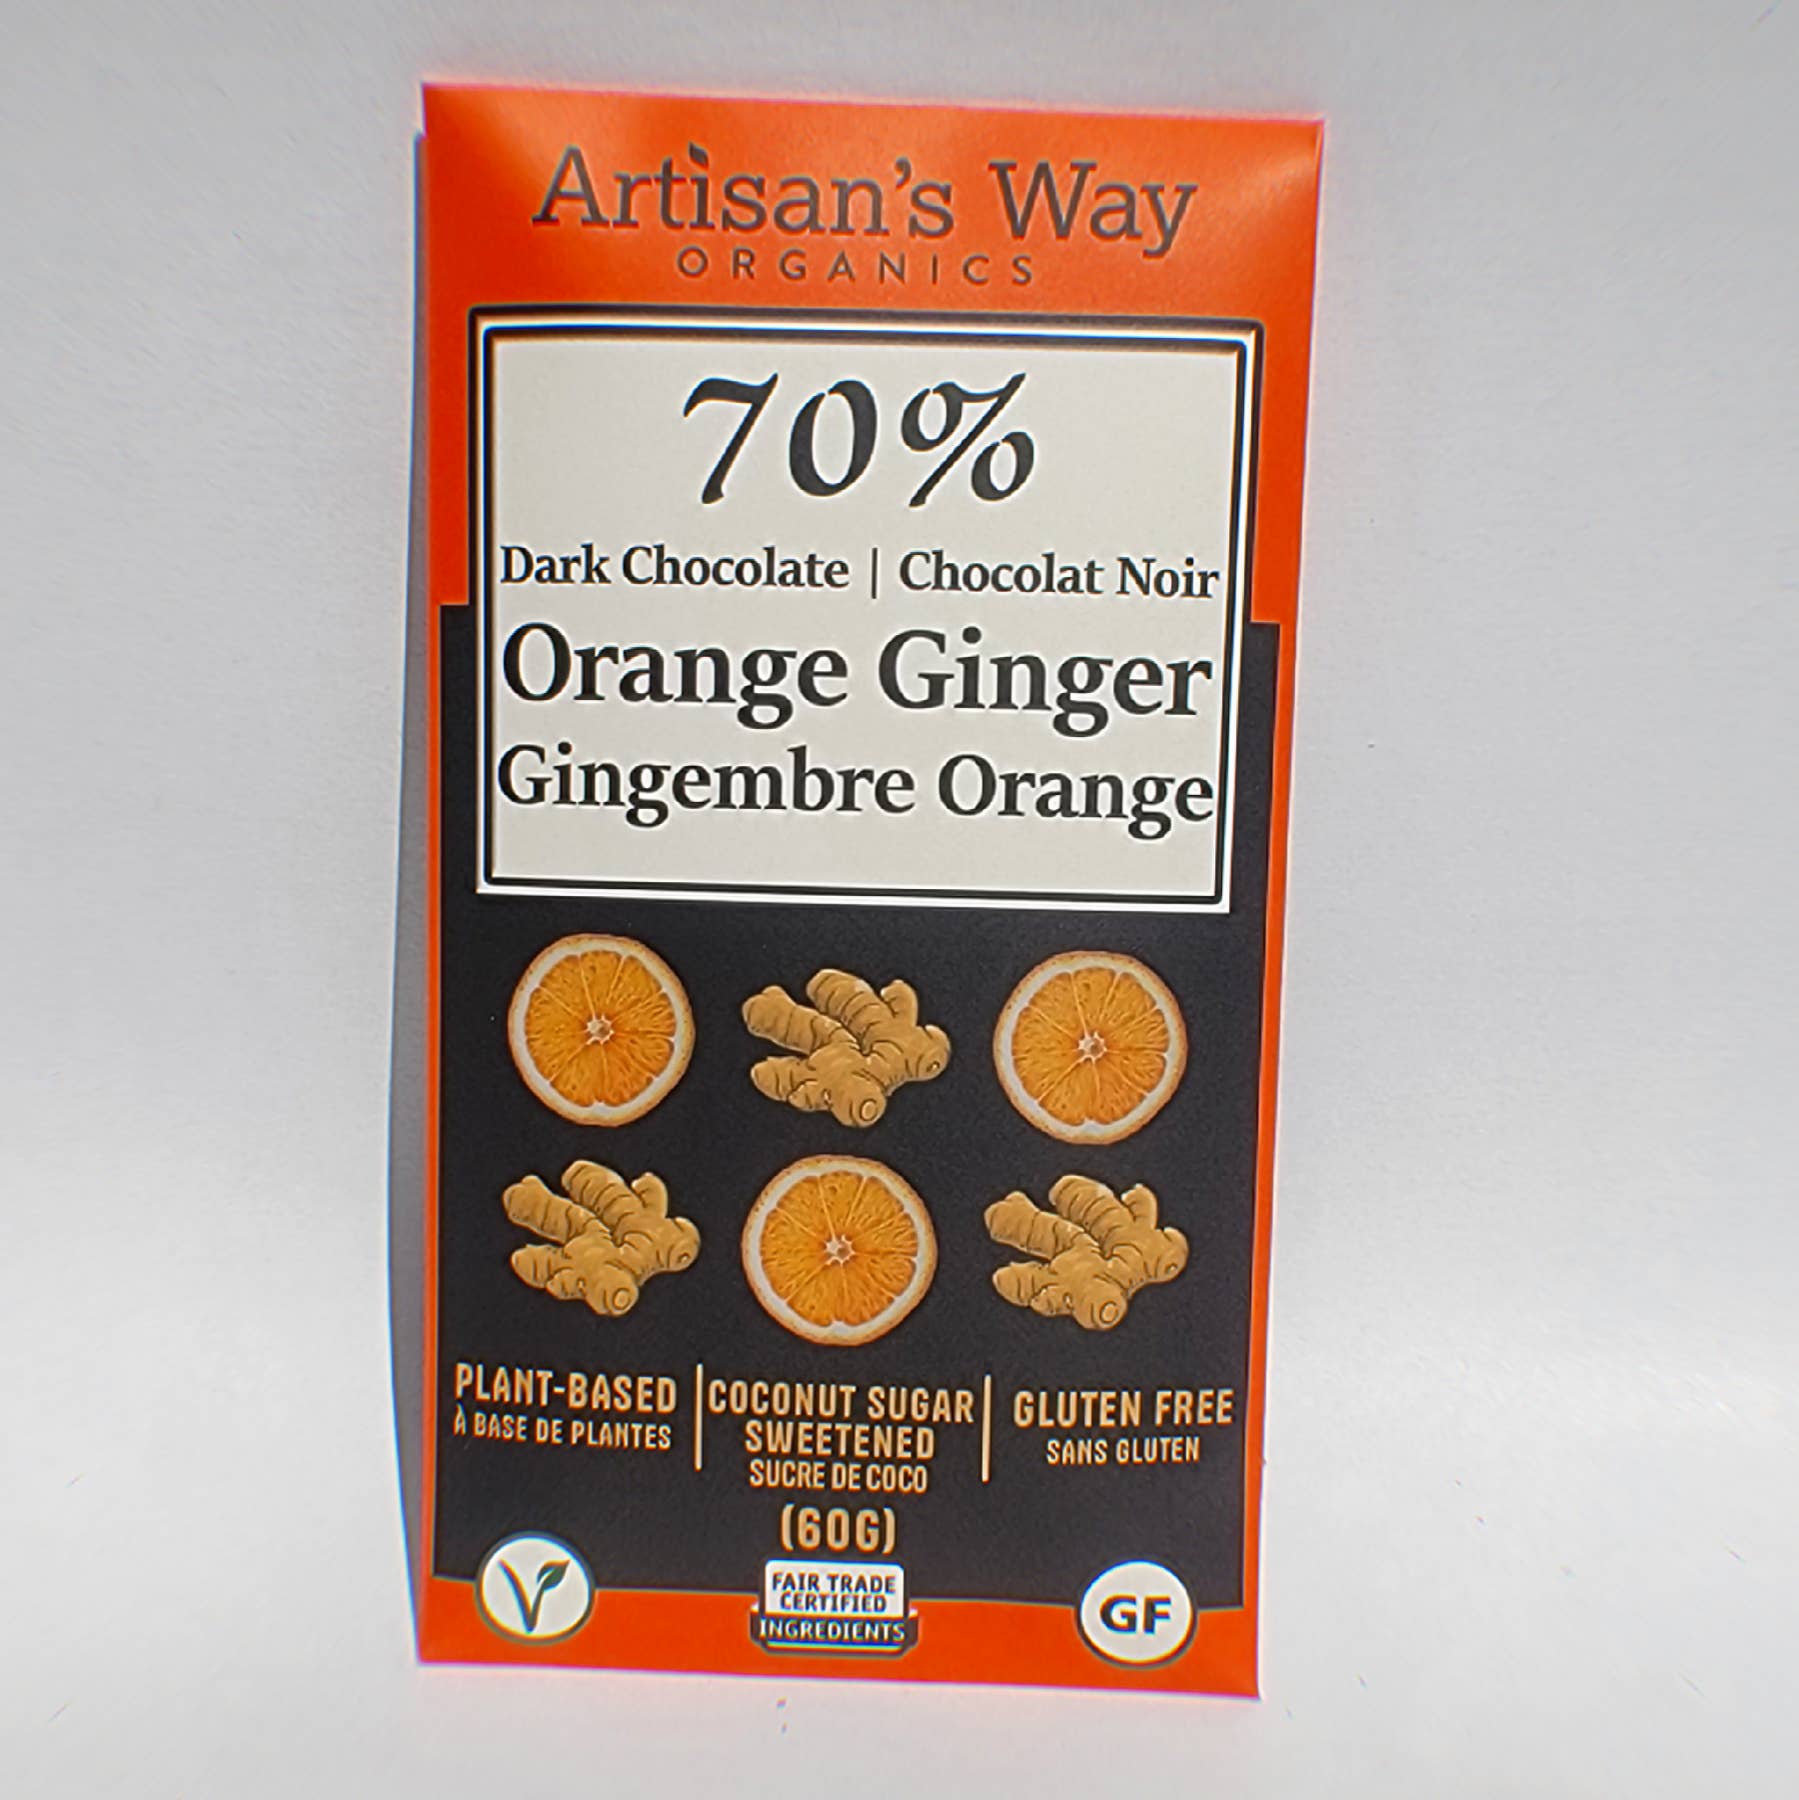 Artisan's Way
ORGANICS
70%
Dark Chocolate | Chocolat Noir
Orange Ginger
Gingembre Orange
PLANT-BASED
À BASE DE PLANTES
COCONUT SUGAR
SWEETENED
SUCRE DE COCO
GLUTEN FREE
SANS GLUTEN
(60G)
V
FAIR TRADE
CERTIFIED
INGREDIENTS
GF